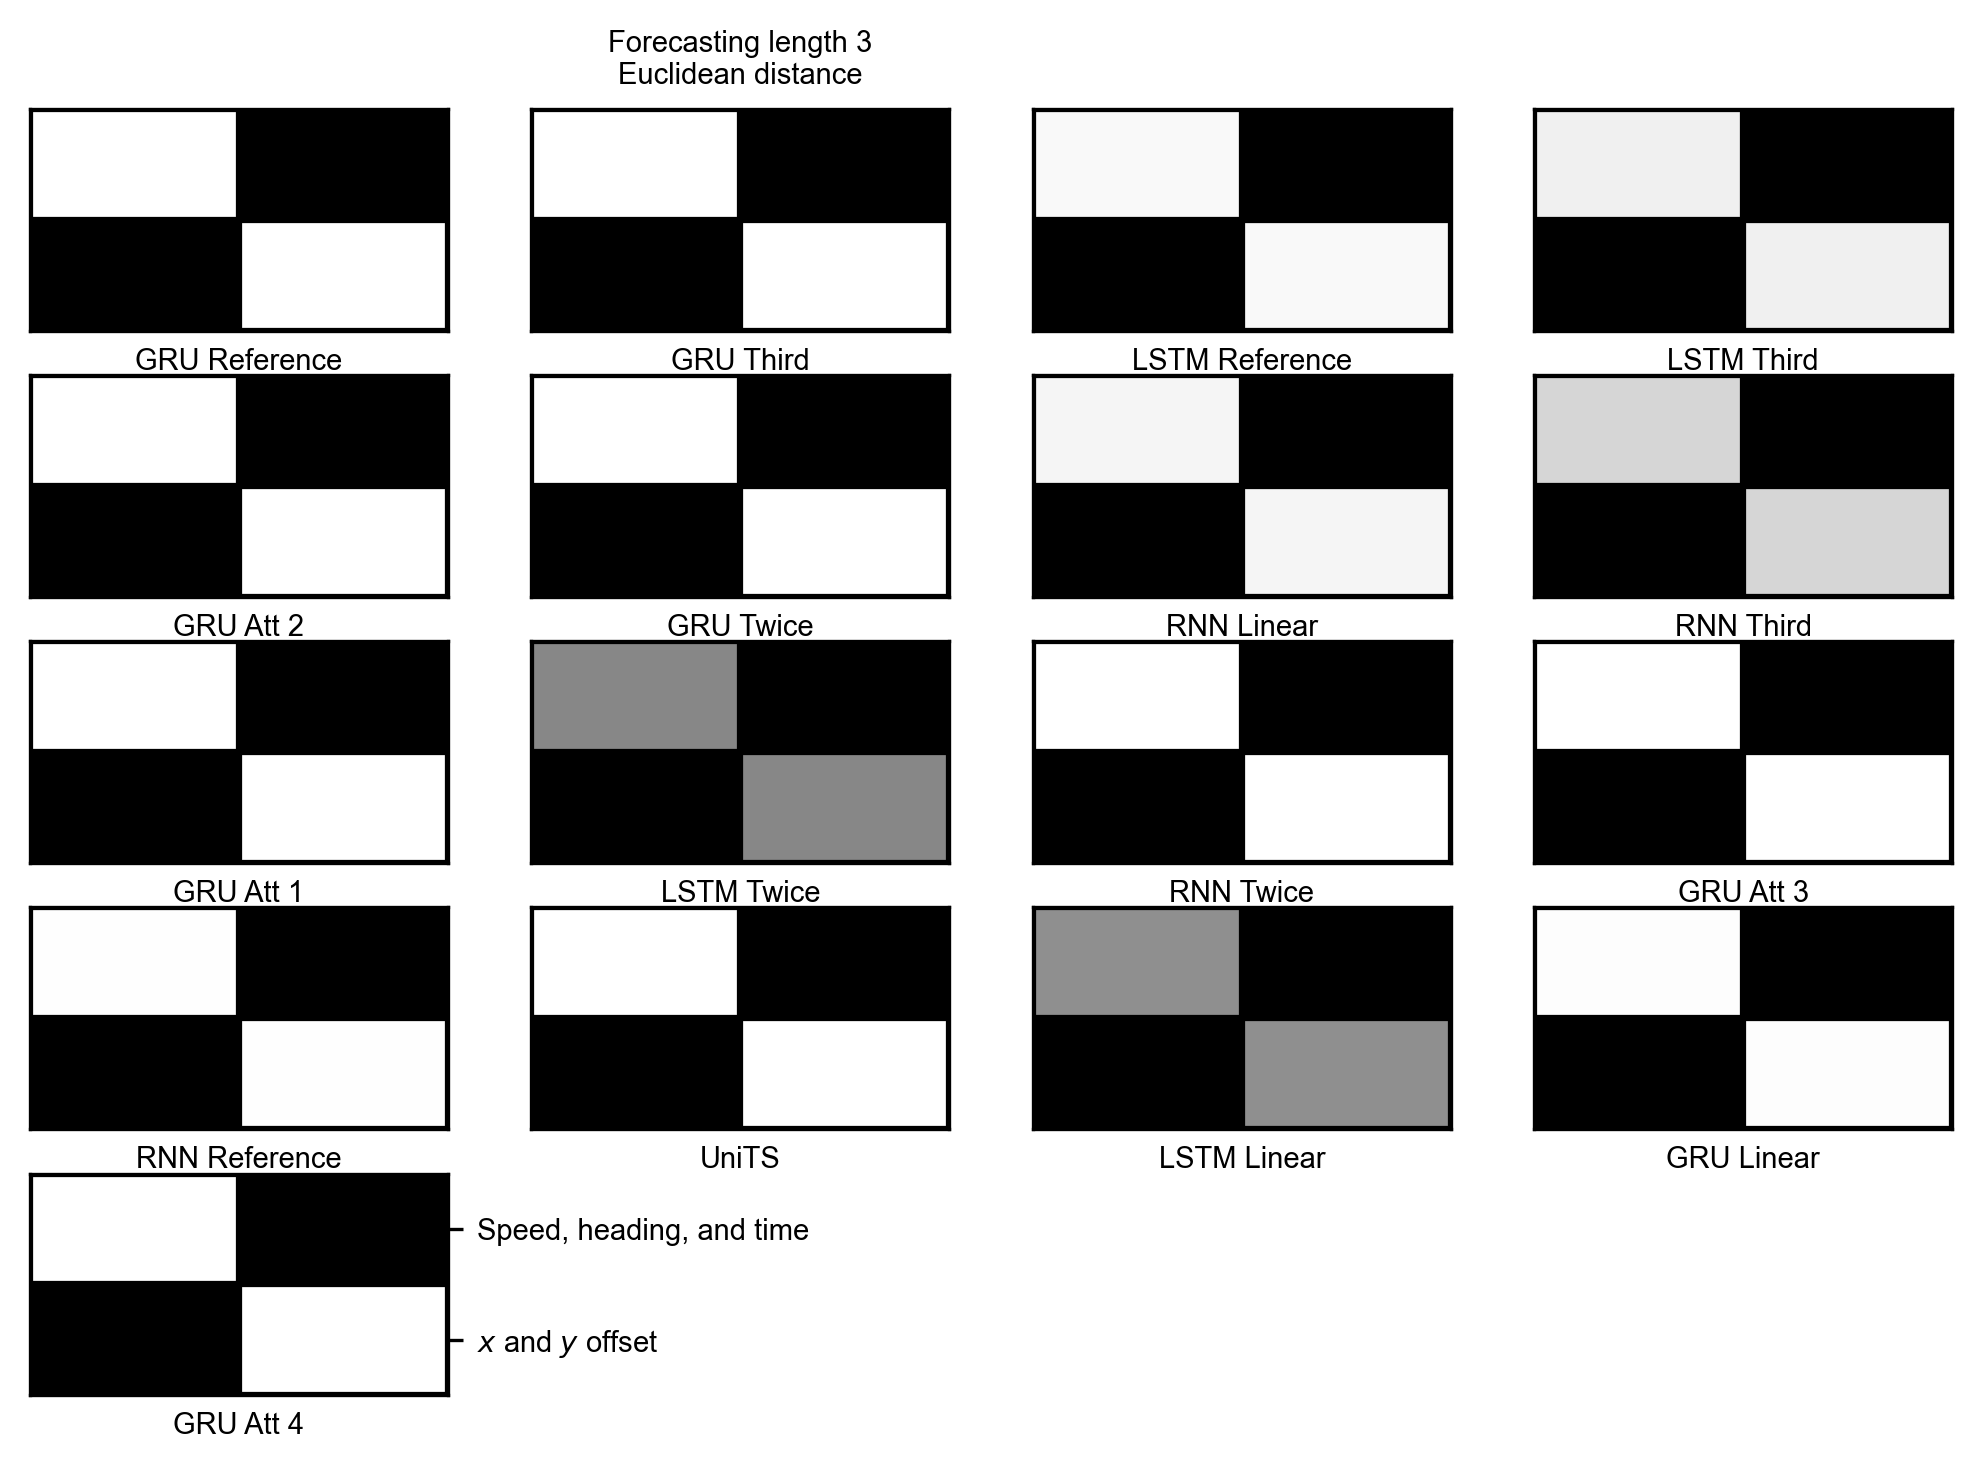 Forecasting length 3
Euclidean distance
GRU Reference
GRU Third
LSTM Reference
LSTM Third
GRU Att 2
GRU Twice
RNN Linear
RNN Third
GRU Att 1
LSTM Twice
RNN Twice
GRU Att 3
RNN Reference
UniTS
LSTM Linear
GRU Linear
Speed, heading, and time
x and y offset
GRU Att 4